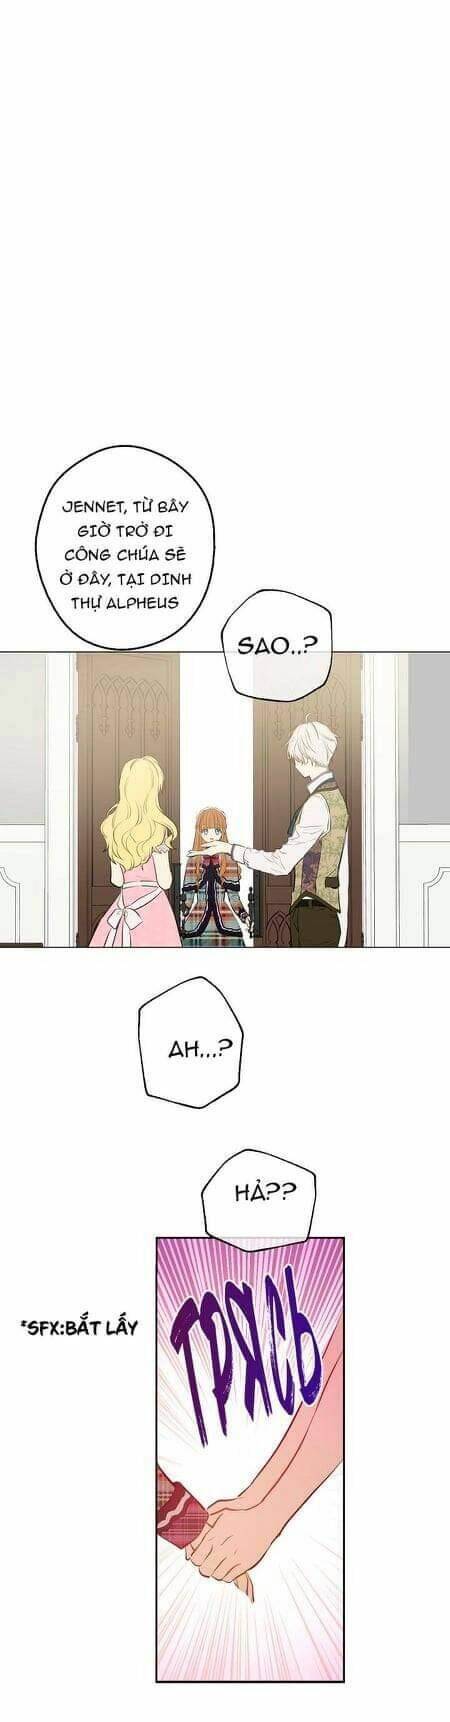 JENNET, TỪ BÂY
GIỜ TRỞ ĐI
CÔNG CHÚA SẼ
Ở ĐÂY, TẠI DINH
THỰ ALPHEUS
SAO..?
AH...?
HẢ??
*SFX:BẮT LẤY
ТРЯСЬ